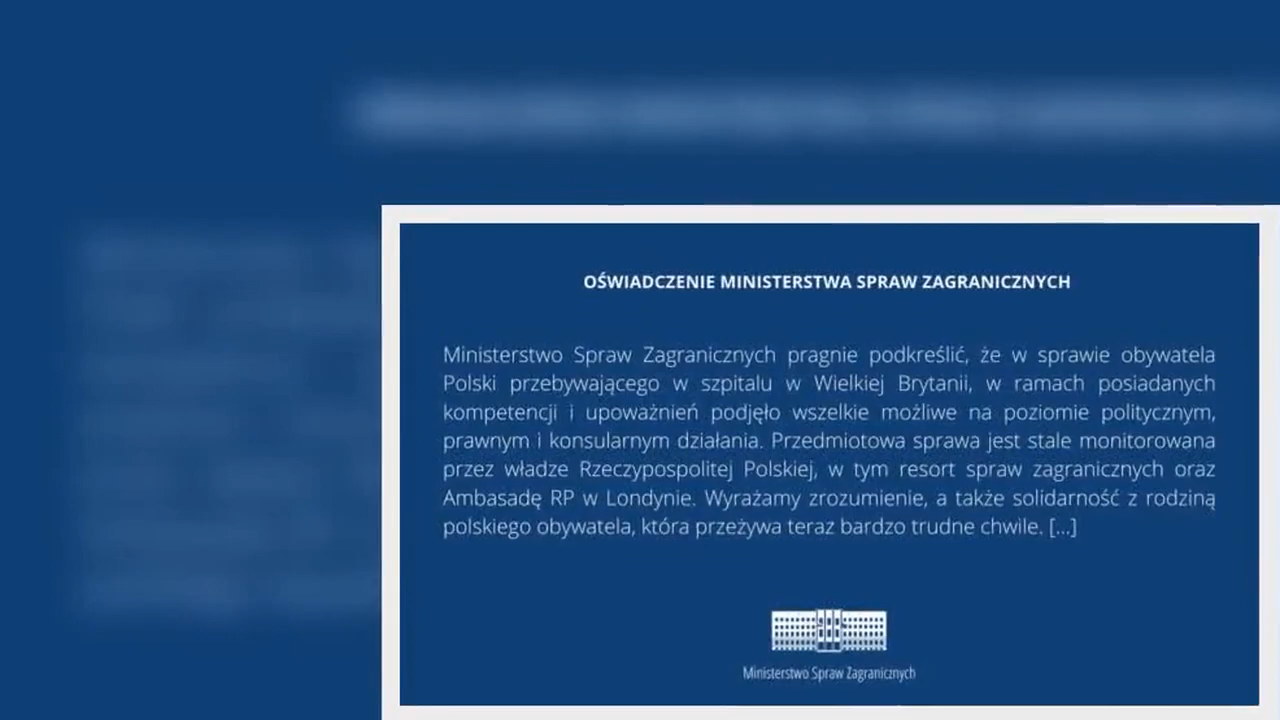 OŚWIADCZENIE MINISTERSTWA SPRAW ZAGRANICZNYCH
Ministerstwo Spraw Zagranicznych pragnie podkreślić, że w sprawie obywatela
Polski przebywającego w szpitalu w Wielkiej Brytanii, w ramach posiadanych
kompetencji i upoważnień podjęło wszelkie możliwe na poziomie politycznym,
prawnym i konsularnym działania. Przedmiotowa sprawa jest stale monitorowana
przez władze Rzeczypospolitej Polskiej, w tym resort spraw zagranicznych oraz
Ambasadę RP w Londynie. Wyrażamy zrozumienie, a także solidarność z rodziną
polskiego obywatela, która przeżywa teraz bardzo trudne chwile. [...]
Ministerstwo Spraw Zagranicznych